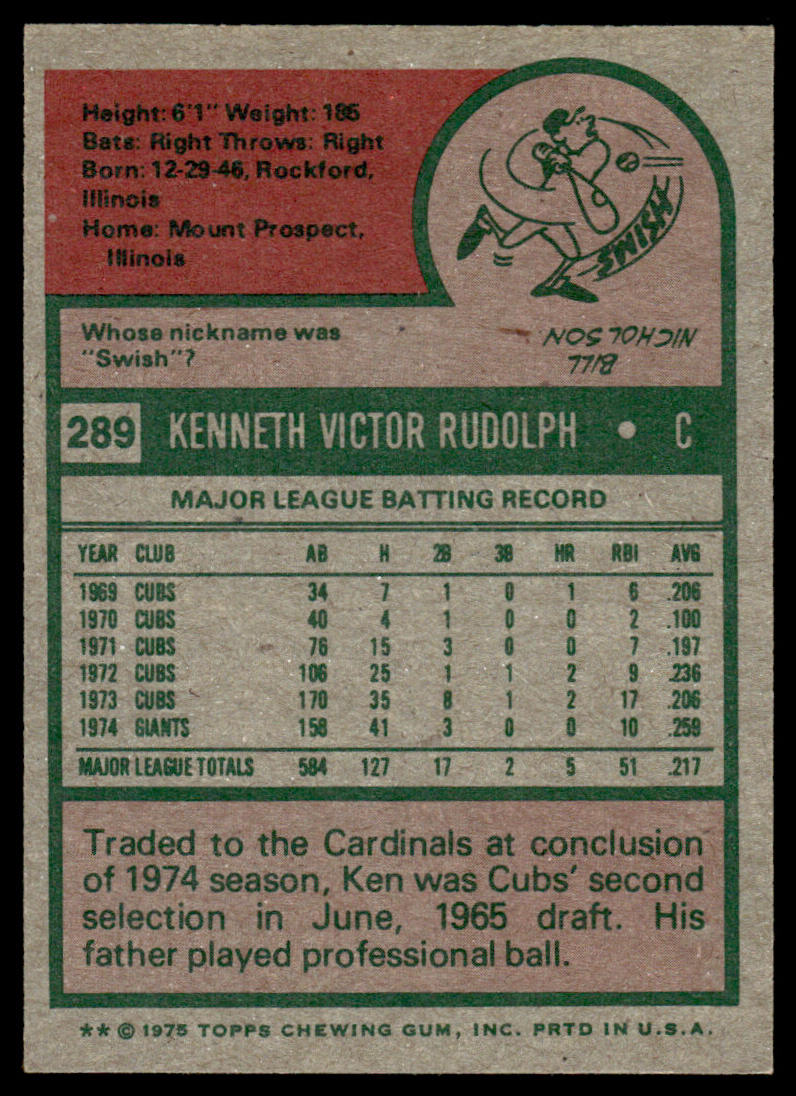 Height: 6'1" Weight: 185
Bats: Right Throws: Right
Born: 12-29-46, Rockford,
Illinois
Home: Mount Prospect,
Illinois
SWISH
Whose nickname was
"Swish"?
BILL
NICHOLSON
289 KENNETH VICTOR RUDOLPH • C
MAJOR LEAGUE BATTING RECORD
YEAR CLUB AB H 2B 3B HR RBI AVG
1969 CUBS 34 7 1 0 1 6 .206
1970 CUBS 40 4 1 0 0 2 .100
1971 CUBS 76 15 3 0 0 7 .197
1972 CUBS 106 25 1 1 2 9 .236
1973 CUBS 170 35 8 1 2 17 .206
1974 GIANTS 158 41 3 0 0 10 .259
MAJOR LEAGUE TOTALS 584 127 17 2 5 51 .217
Traded to the Cardinals at conclusion
of 1974 season, Ken was Cubs' second
selection in June, 1965 draft. His
father played professional ball.
** © 1975 TOPPS CHEWING GUM, INC. PRTD IN U.S.A.